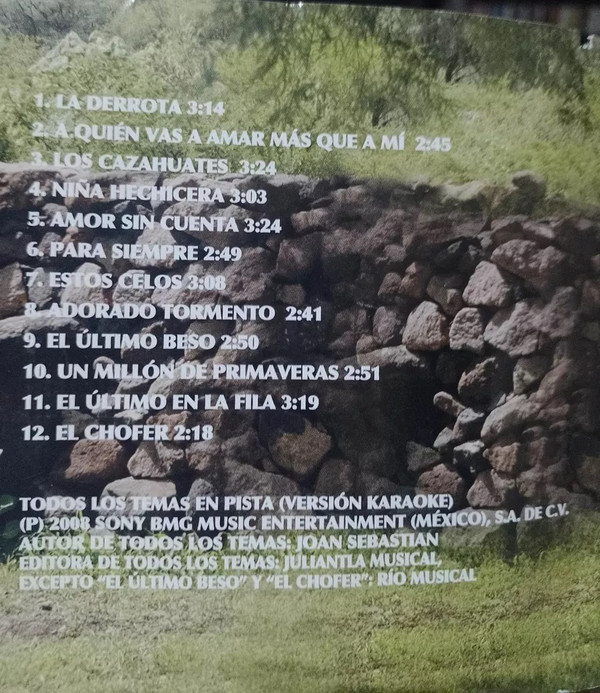 1. LA DERROTA 3:14
2. A QUIÉN VAS A AMAR MÁS QUE A MÍ 2:45
3. LOS CAZAHUATES 3:24
4. NIÑA HECHICERA 3:03
5. AMOR SIN CUENTA 3:24
6. PARA SIEMPRE 2:49
7. ESTOS CELOS 3:08
8. ADORADO TORMENTO 2:41
9. EL ÚLTIMO BESO 2:50
10. UN MILLÓN DE PRIMAVERAS 2:51
11. EL ÚLTIMO EN LA FILA 3:19
12. EL CHOFER 2:18
TODOS LOS TEMAS EN PISTA (VERSIÓN KARAOKE)
(P) 2008 SONY BMG MUSIC ENTERTAINMENT (MÉXICO), S.A. DE C.V.
AUTOR DE TODOS LOS TEMAS: JOAN SEBASTIAN
EDITORA DE TODOS LOS TEMAS: JULIANTLA MUSICAL,
EXCEPTO "EL ÚLTIMO BESO" Y "EL CHOFER": RÍO MUSICAL